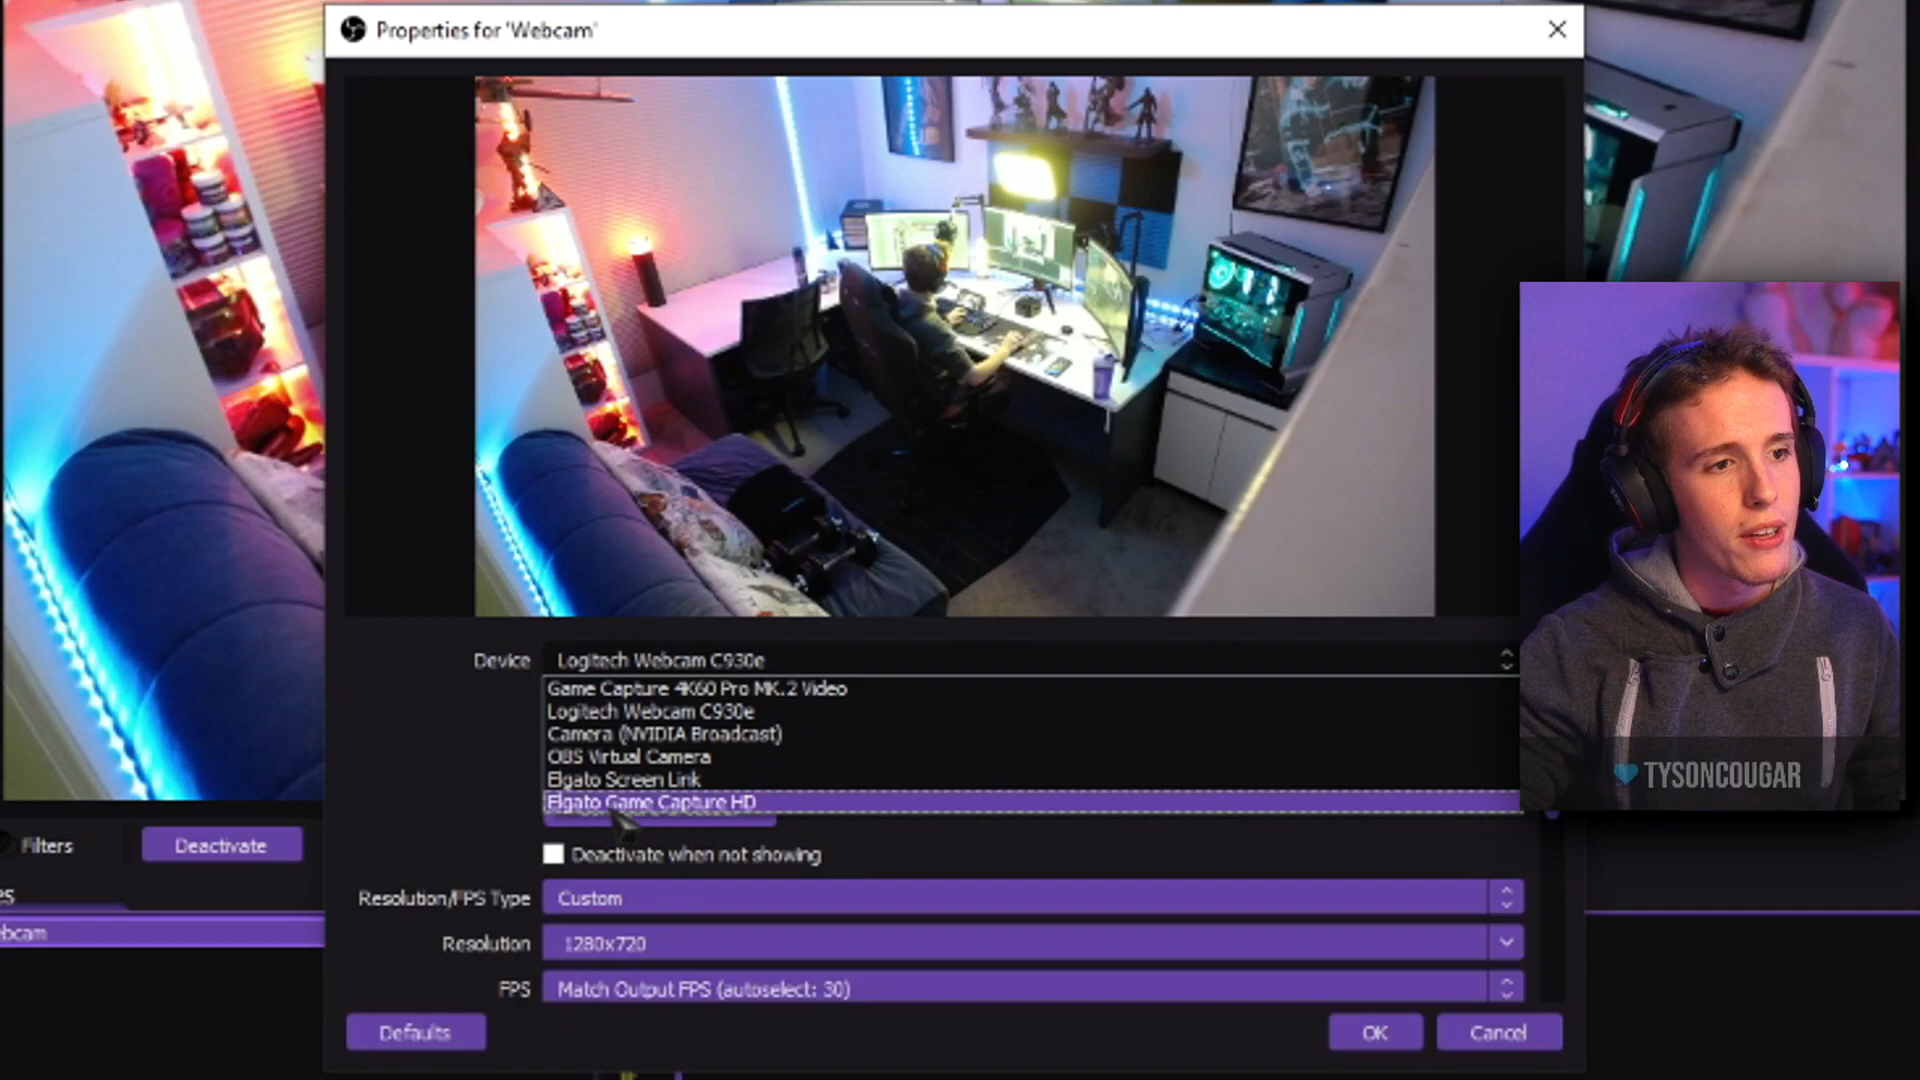 Properties for 'Webcam'
Device
Logitech Webcam C930e
Game Capture 4K60 Pro MK.2 Video
Logitech Webcam C930e
Camera (NVIDIA Broadcast)
OBS Virtual Camera
Elgato Screen Link
Elgato Game Capture HD
TYSONCOUGAR
Filters
Deactivate
Deactivate when not showing
es
Resolution/FPS Type
Custom
ebcam
Resolution
1280x720
FPS
Match Output FPS (autoselect: 30)
Defaults
OK
Cancel